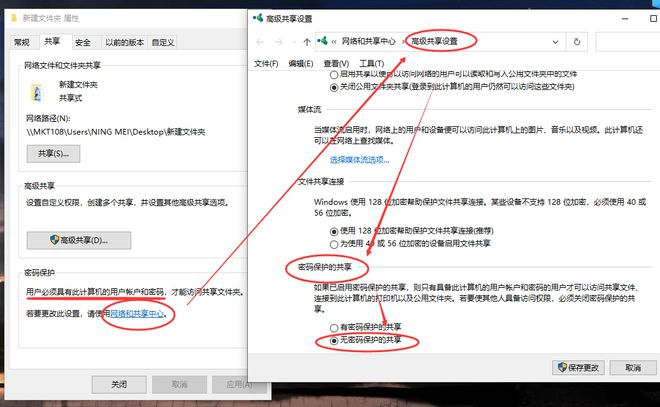 新建文件夹 属性
常规
共享
安全
以前的版本
自定义
网络文件和文件夹共享
新建文件夹
共享式
网络路径(N):
\\MKT108\Users\NING MEI\Desktop\新建文件夹
共享(S)...
高级共享
设置自定义权限，创建多个共享，并设置其他高级共享选项。
高级共享(D)...
密码保护
用户必须具有此计算机的用户帐户和密码，才能访问共享文件夹。
若要更改此设置，请使用网络和共享中心。
关闭
取消
应用(A)
高级共享设置
« 网络和共享中心 › 高级共享设置
文件(F)
编辑(E)
查看(V)
工具(T)
启用共享以便可以访问网络的用户可以读取和写入公用文件夹中的文件
关闭公用文件夹共享(登录到此计算机的用户仍然可以访问这些文件夹)
媒体流
当媒体流启用时，网络上的用户和设备便可以访问此计算机上的图片、音乐以及视频。此计算机还
可以在网络上查找媒体。
选择媒体流选项...
文件共享连接
Windows 使用 128 位加密帮助保护文件共享连接。某些设备不支持 128 位加密，必须使用 40 或
56 位加密。
使用 128 位加密帮助保护文件共享连接(推荐)
为使用 40 或 56 位加密的设备启用文件共享
密码保护的共享
如果已启用密码保护的共享，则只有具备此计算机的用户帐户和密码的用户才可以访问共享文件、
连接到此计算机的打印机以及公用文件夹。若要使其他人具备访问权限，必须关闭密码保护的共
享。
有密码保护的共享
无密码保护的共享
保存更改
取消